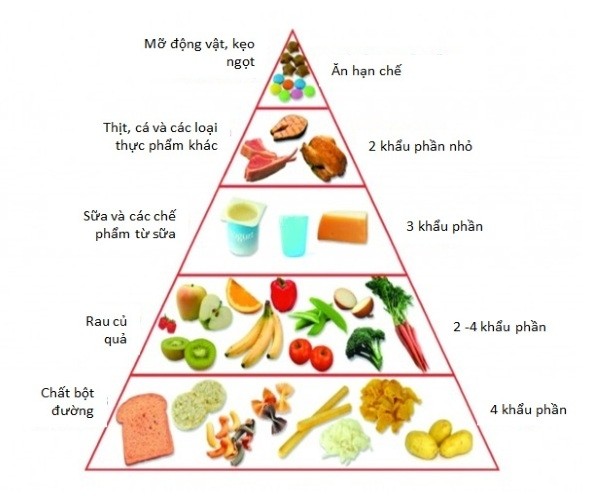 Mỡ động vật, kẹo
ngọt
Ăn hạn chế
Thịt, cá và các loại
thực phẩm khác
2 khẩu phần nhỏ
Sữa và các chế
phẩm từ sữa
3 khẩu phần
Rau củ
quả
2 -4 khẩu phần
Chất bột
đường
4 khẩu phần